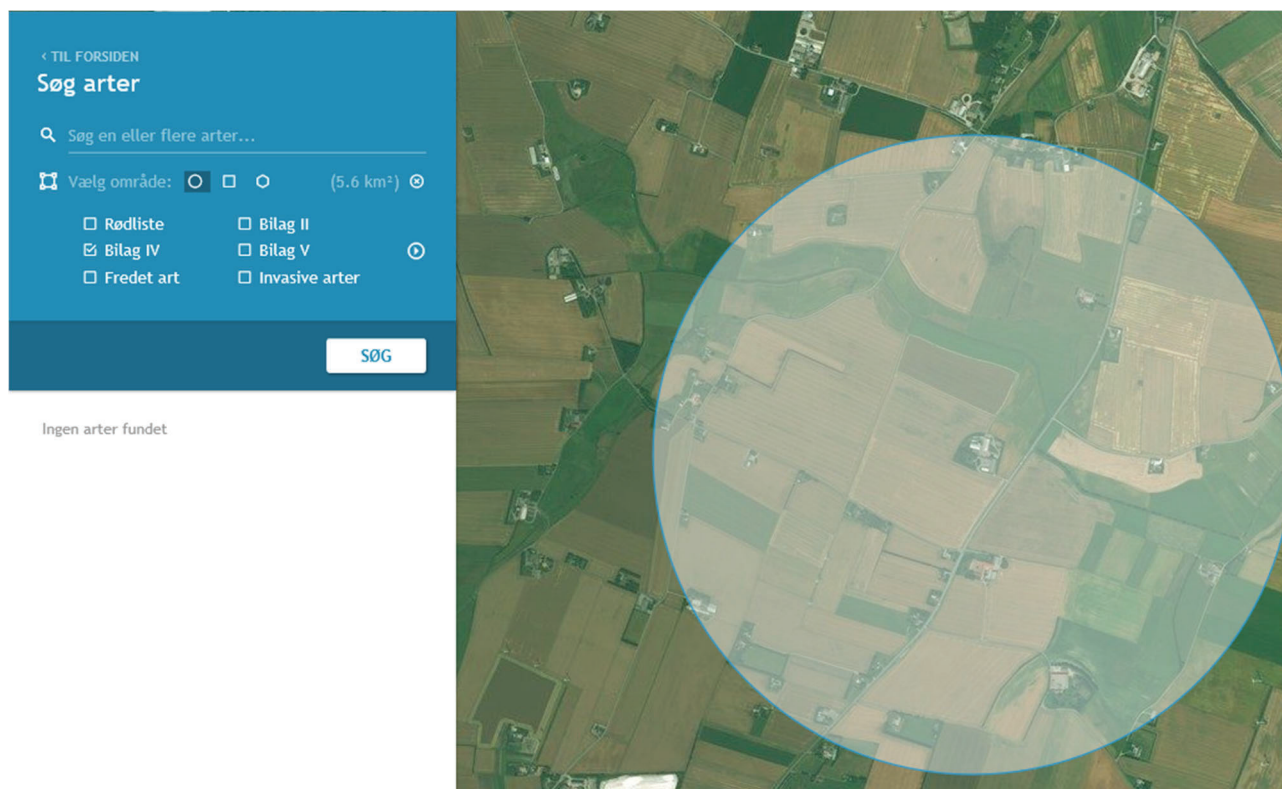 ‹ TIL FORSIDEN
Søg arter
Søg en eller flere arter...
Vælg område: (5.6 km²)
Rødliste Bilag II
Bilag IV Bilag V
Fredet art Invasive arter
SØG
Ingen arter fundet